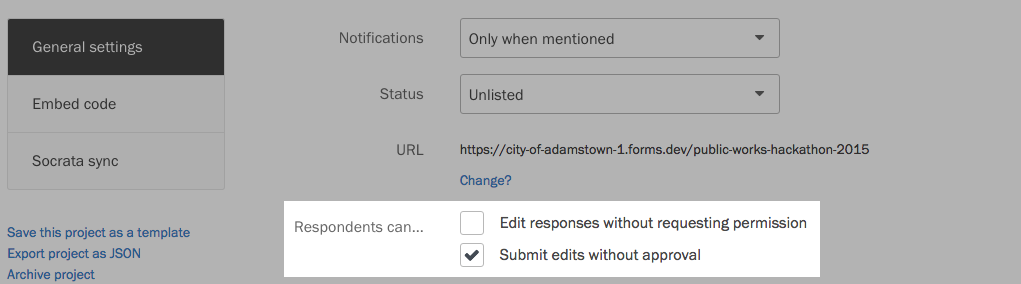 General settings
Embed code
Socrata sync
Save this project as a template
Export project as JSON
Archive project
Notifications Only when mentioned
Status Unlisted
URL https://city-of-adamstown-1.forms.dev/public-works-hackathon-2015
Change?
Respondents can... Edit responses without requesting permission
Submit edits without approval